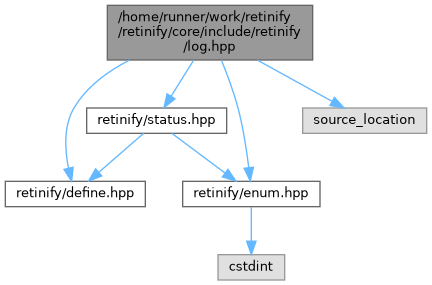 /home/runner/work/retinify
/retinify/core/include/retinify
/log.hpp
retinify/status.hpp
source_location
retinify/define.hpp
retinify/enum.hpp
cstdint